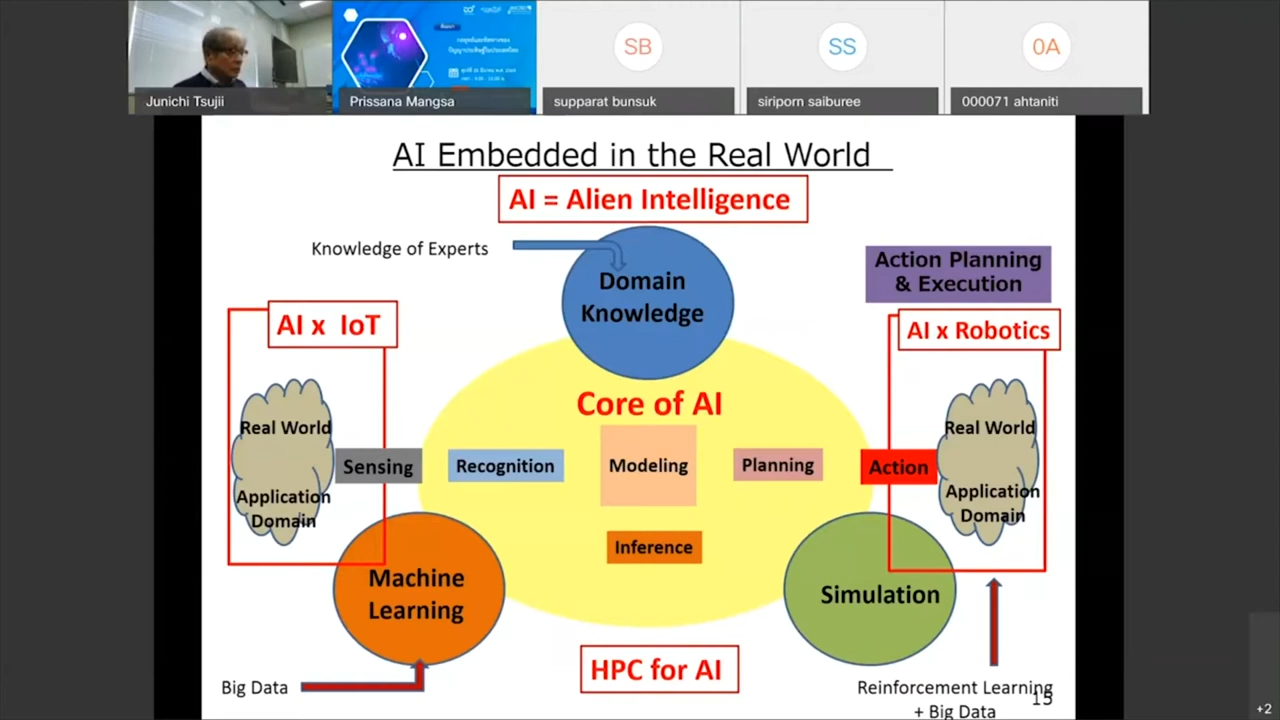 Junichi Tsujii
Prissana Mangsa
SB
supparat bunsuk
SS
siriporn saiburee
0A
000071 ahtaniti
AI Embedded in the Real World
AI = Alien Intelligence
Knowledge of Experts
Domain
Knowledge
Action Planning
& Execution
AI x IoT
AI x Robotics
Core of AI
Real World
Application
Domain
Sensing
Recognition
Modeling
Planning
Action
Real World
Application
Domain
Inference
Machine
Learning
Simulation
HPC for AI
Big Data
Reinforcement Learning
+ Big Data
15
+2